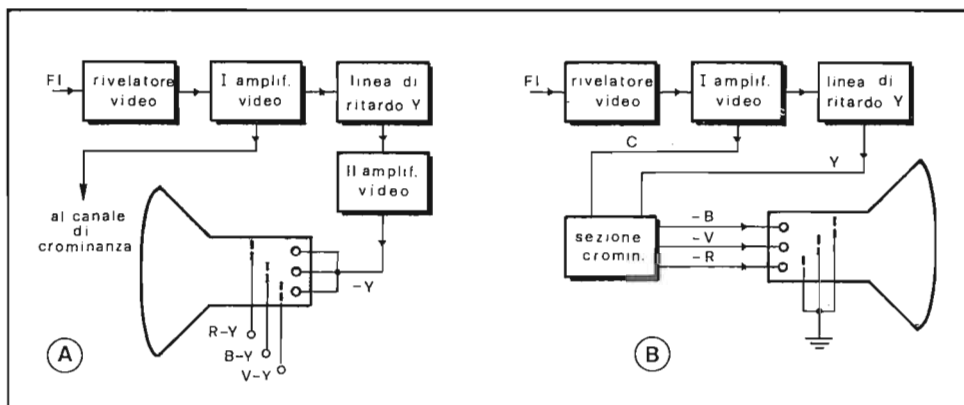 FI
rivelatore
video
I amplif.
video
linea di
ritardo Y
II amplif.
video
al canale
di
crominanza
-Y
R-Y
B-Y
V-Y
A
FI
rivelatore
video
I amplif.
video
linea di
ritardo Y
C
Y
sezione
cromin.
-B
-V
-R
B